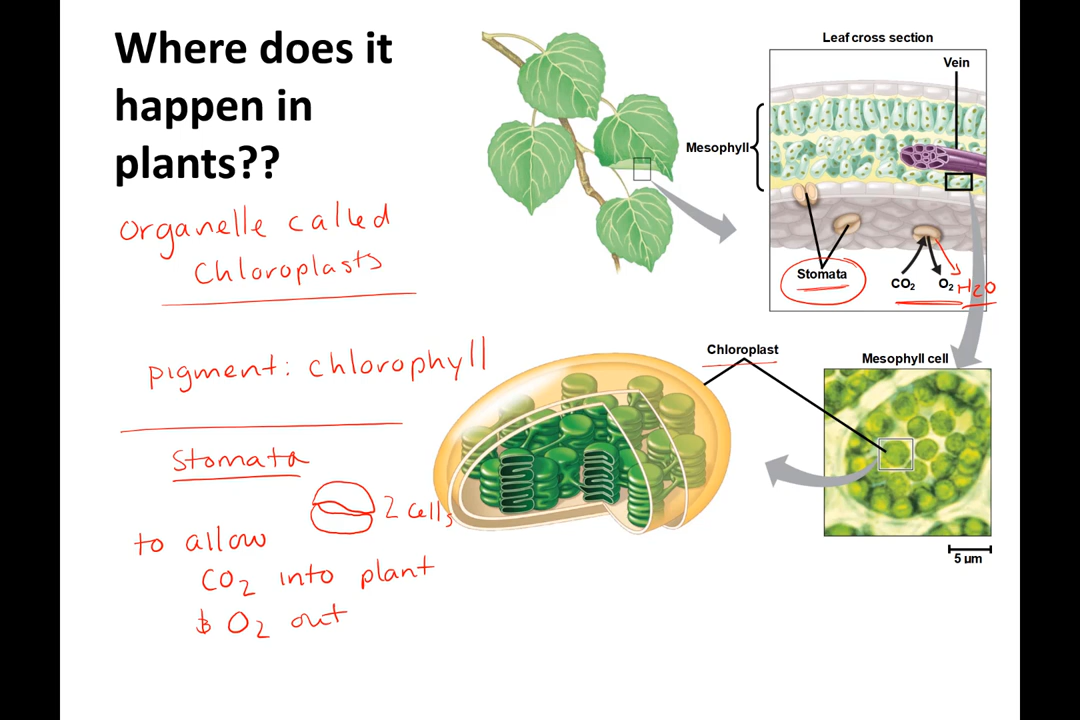 Where does it
happen in
plants??
organelle called
Chloroplasts
pigment: chlorophyll
Stomata
2 cells
to allow
CO₂ into plant
& O₂ out
Leaf cross section
Vein
Mesophyll
Stomata
CO₂ O₂ H2O
Chloroplast
Mesophyll cell
5 µm